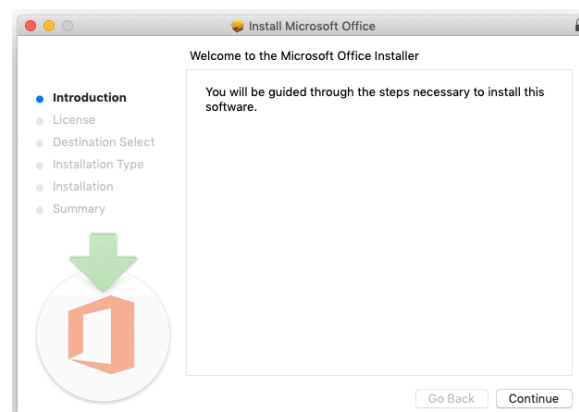 Install Microsoft Office
Welcome to the Microsoft Office Installer
Introduction
License
Destination Select
Installation Type
Installation
Summary
You will be guided through the steps necessary to install this
software.
Go Back
Continue